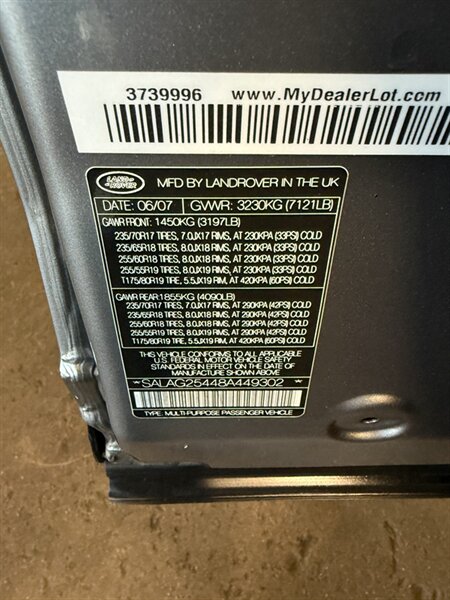 3739996 www.MyDealerLot.com
LAND ROVER
MFD BY LANDROVER IN THE UK
DATE: 06/07 GVWR: 3230KG (7121LB)
GAWR FRONT: 1450KG (3197LB)
235/70R17 TIRES, 7.0JX17 RIMS, AT 230KPA (33PSI) COLD
235/65R18 TIRES, 8.0JX18 RIMS, AT 230KPA (33PSI) COLD
255/60R18 TIRES, 8.0JX18 RIMS, AT 230KPA (33PSI) COLD
255/55R19 TIRES, 8.0JX19 RIMS, AT 230KPA (33PSI) COLD
T175/80R19 TIRE, 5.5JX19 RIM, AT 420KPA (60PSI) COLD
GAWR REAR: 1855KG (4090LB)
235/70R17 TIRES, 7.0JX17 RIMS, AT 290KPA (42PSI) COLD
235/65R18 TIRES, 8.0JX18 RIMS, AT 290KPA (42PSI) COLD
255/60R18 TIRES, 8.0JX18 RIMS, AT 290KPA (42PSI) COLD
255/55R19 TIRES, 8.0JX19 RIMS, AT 290KPA (42PSI) COLD
T175/80R19 TIRE, 5.5JX19 RIM, AT 420KPA (60PSI) COLD
THIS VEHICLE CONFORMS TO ALL APPLICABLE
U.S. FEDERAL MOTOR VEHICLE SAFETY
STANDARDS IN EFFECT ON THE DATE OF
MANUFACTURE SHOWN ABOVE
*SALAG25448A449302*
TYPE: MULTI-PURPOSE PASSENGER VEHICLE